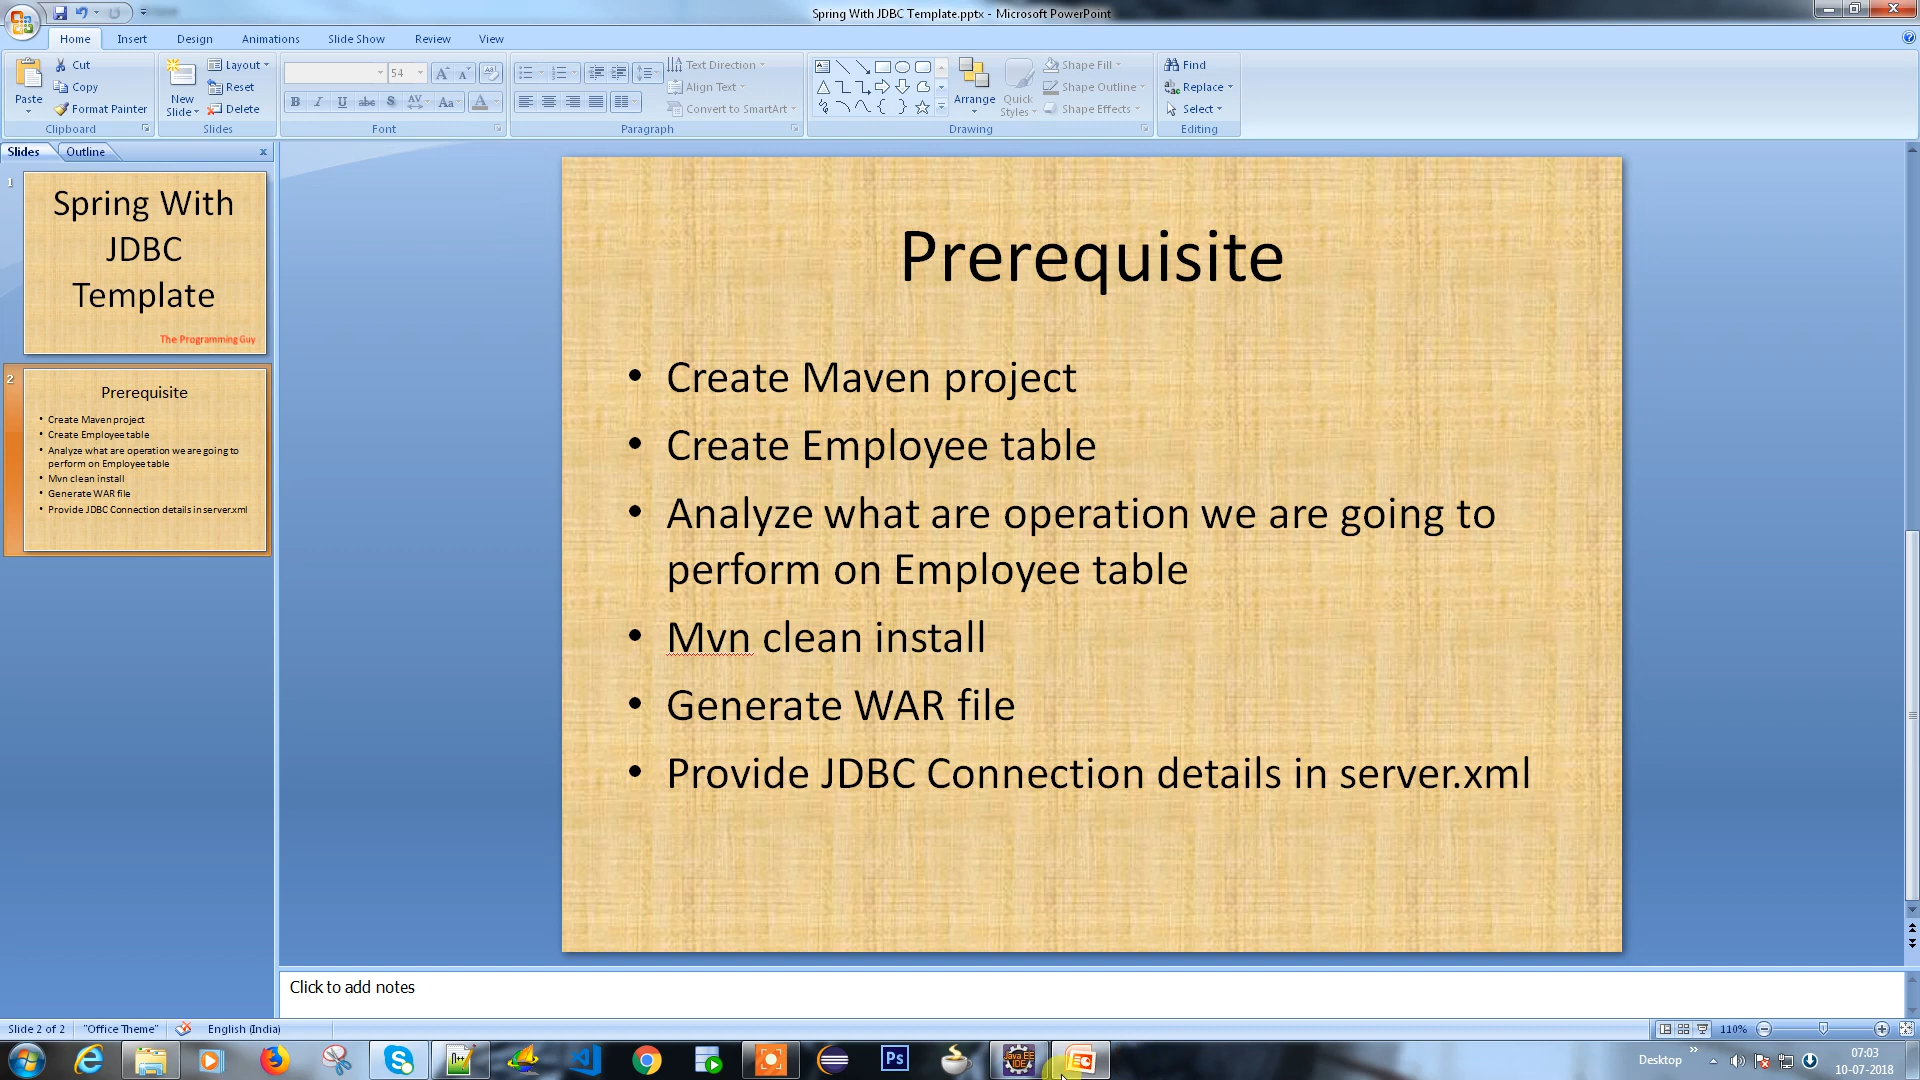 Spring With JDBC Template.pptx - Microsoft PowerPoint
Home Insert Design Animations Slide Show Review View
Paste
Cut
Copy
Format Painter
Clipboard
New Slide
Layout
Reset
Delete
Slides
54
Font
Paragraph
Text Direction
Align Text
Convert to SmartArt
Arrange
Quick Styles
Shape Fill
Shape Outline
Shape Effects
Drawing
Find
Replace
Select
Editing
Slides Outline x
1
Spring With
JDBC
Template
The Programming Guy
2
Prerequisite
• Create Maven project
• Create Employee table
• Analyze what are operation we are going to
perform on Employee table
• Mvn clean install
• Generate WAR file
• Provide JDBC Connection details in server.xml
Prerequisite
• Create Maven project
• Create Employee table
• Analyze what are operation we are going to
perform on Employee table
• Mvn clean install
• Generate WAR file
• Provide JDBC Connection details in server.xml
Click to add notes
Slide 2 of 2 "Office Theme" English (India) 110%
Ps
Java EE
IDE
Desktop
07:03
10-07-2018